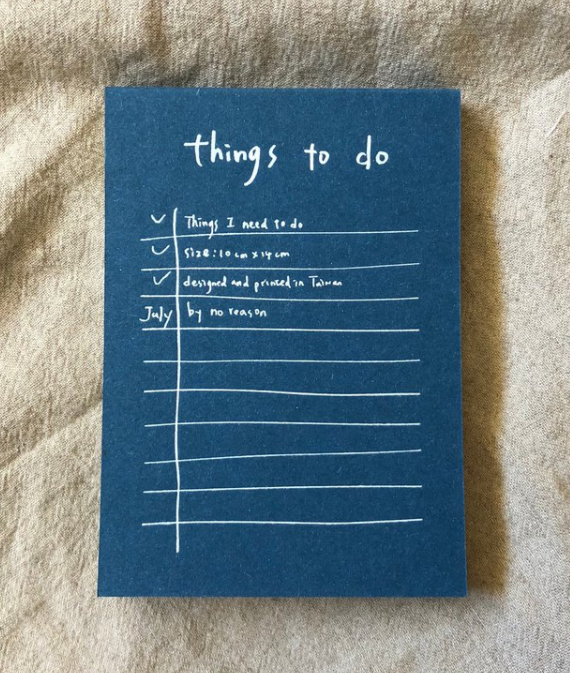 things to do
✓ Things I need to do
✓ size: 10 cm x 14 cm
✓ designed and printed in Taiwan
July by no reason